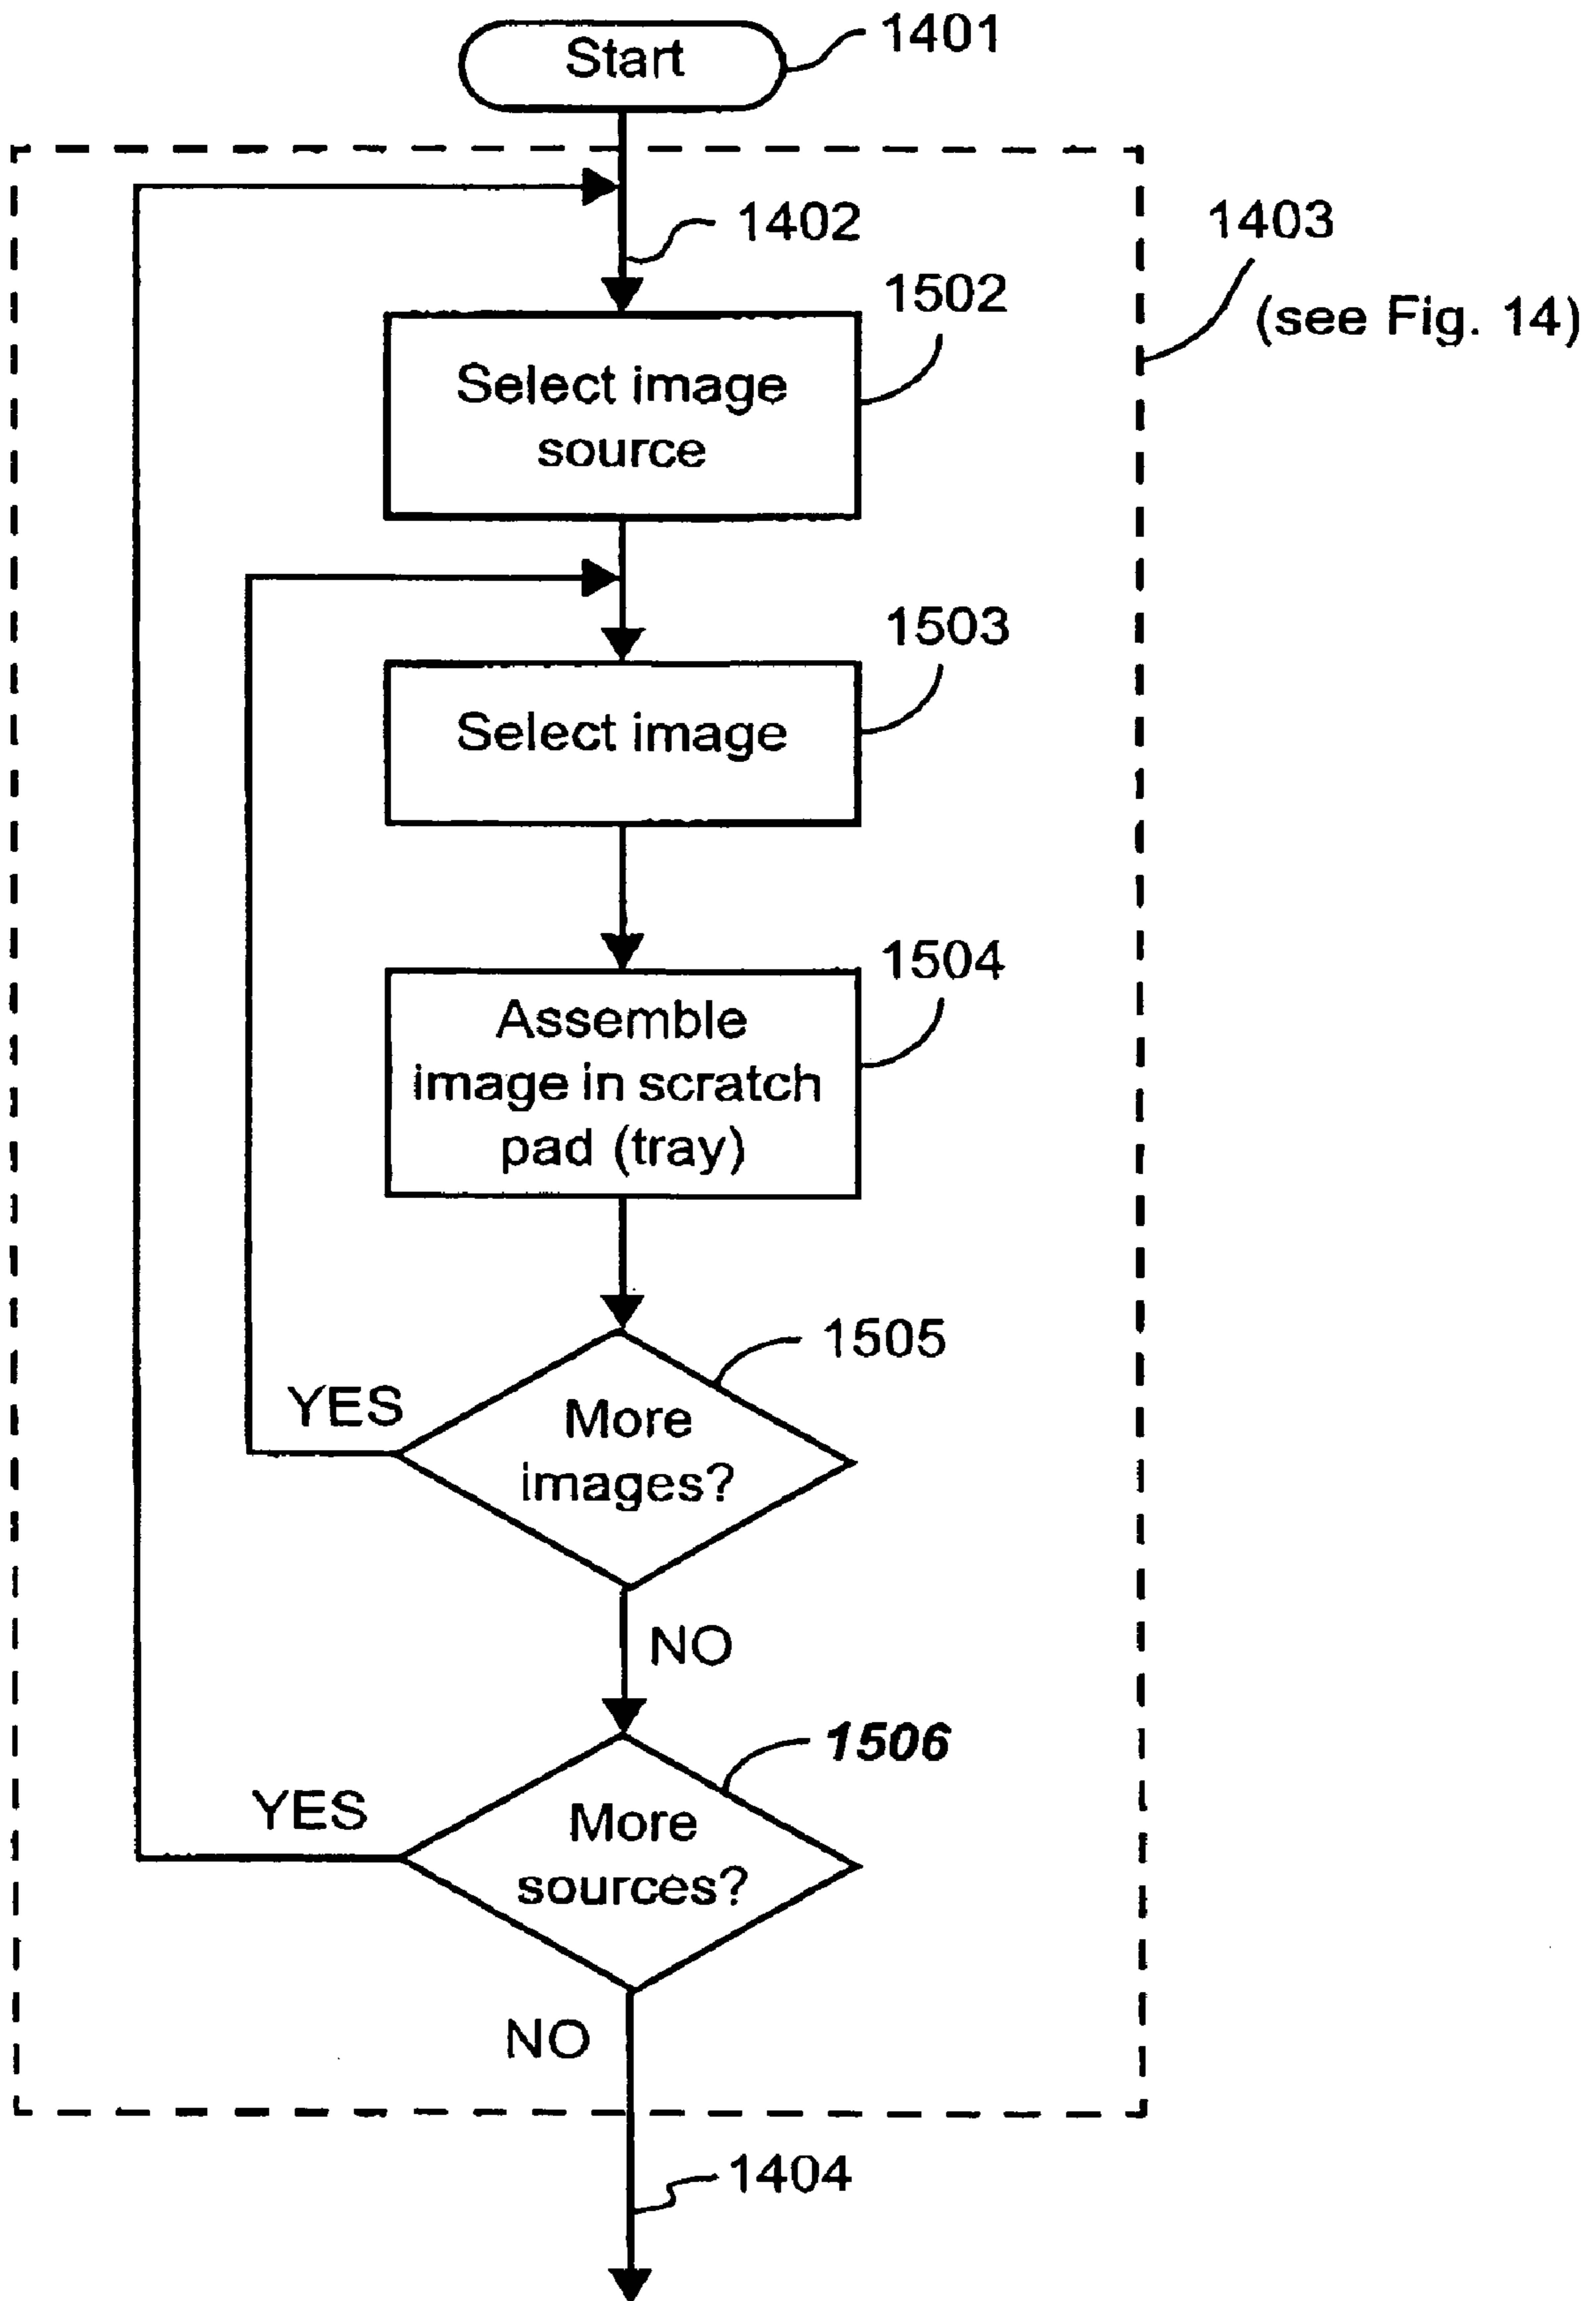 Start
1401
1402
1403
(see Fig. 14)
1502
Select image
source
1503
Select image
1504
Assemble
image in scratch
pad (tray)
1505
YES
More
images?
NO
1506
YES
More
sources?
NO
1404